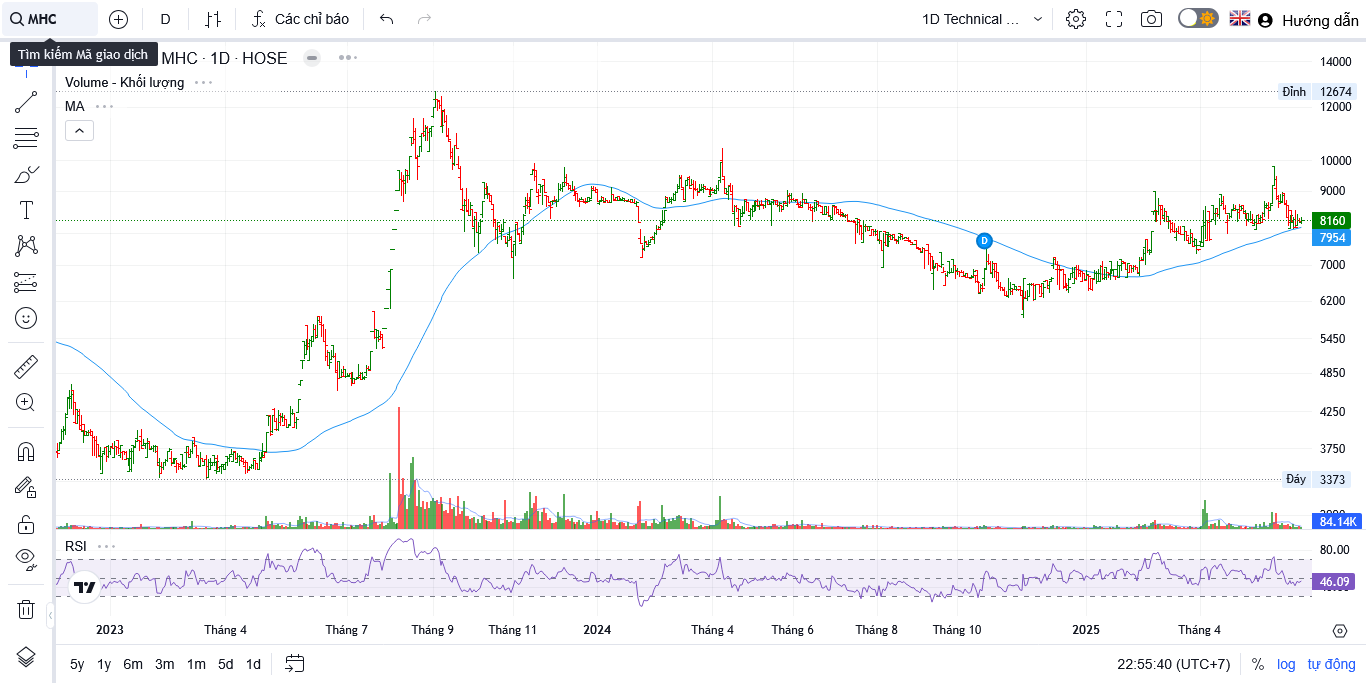 MHC
D
Các chỉ báo
1D Technical ...
Hướng dẫn
Tìm kiếm Mã giao dịch
MHC · 1D · HOSE
Volume - Khối lượng
MA
14000
Đỉnh 12674
12000
10000
9000
8160
7954
7000
6200
5450
4850
4250
3750
Đáy 3373
84.14K
D
RSI
80.00
46.09
2023 Tháng 4 Tháng 7 Tháng 9 Tháng 11 2024 Tháng 4 Tháng 6 Tháng 8 Tháng 10 2025 Tháng 4
5y 1y 6m 3m 1m 5d 1d
22:55:40 (UTC+7) % log tự động